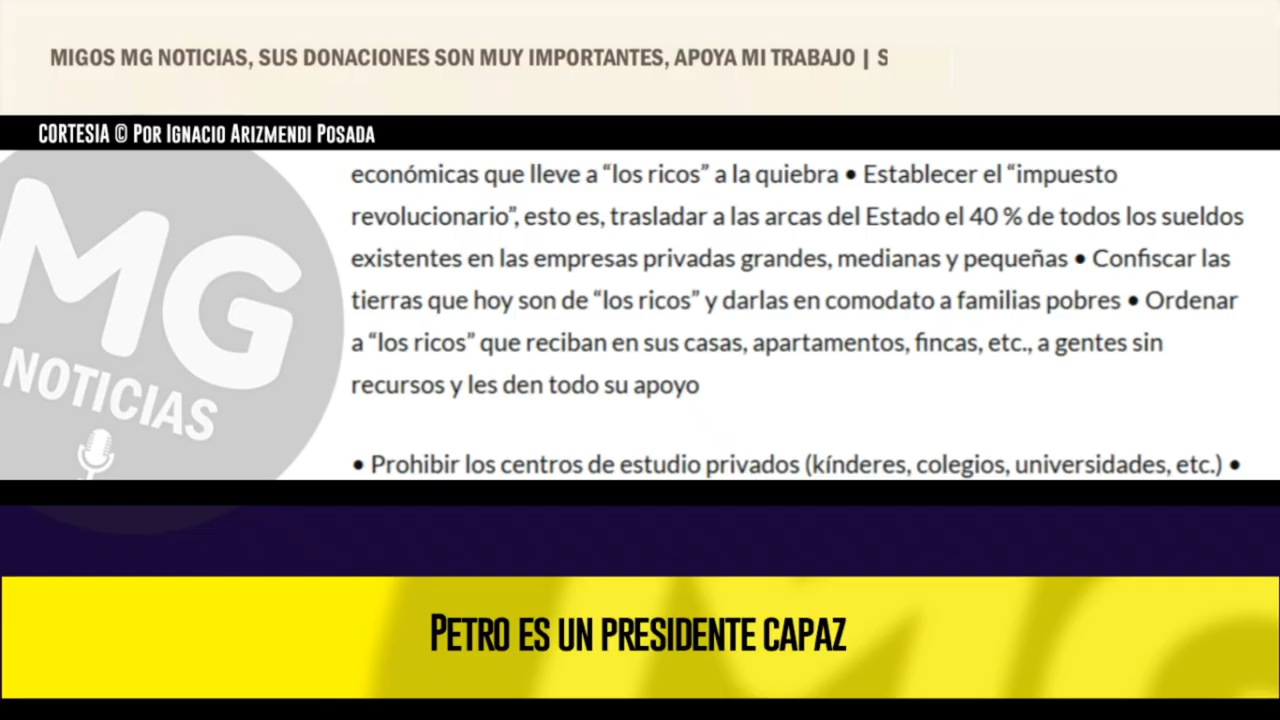 MIGOS MG NOTICIAS, SUS DONACIONES SON MUY IMPORTANTES, APOYA MI TRABAJO | S
CORTESIA © POR IGNACIO ARIZMENDI POSADA
económicas que lleve a “los ricos” a la quiebra • Establecer el “impuesto
revolucionario”, esto es, trasladar a las arcas del Estado el 40 % de todos los sueldos
existentes en las empresas privadas grandes, medianas y pequeñas • Confiscar las
tierras que hoy son de “los ricos” y darlas en comodato a familias pobres • Ordenar
a “los ricos” que reciban en sus casas, apartamentos, fincas, etc., a gentes sin
recursos y les den todo su apoyo
• Prohibir los centros de estudio privados (kínderes, colegios, universidades, etc.) •
MG
NOTICIAS
PETRO ES UN PRESIDENTE CAPAZ